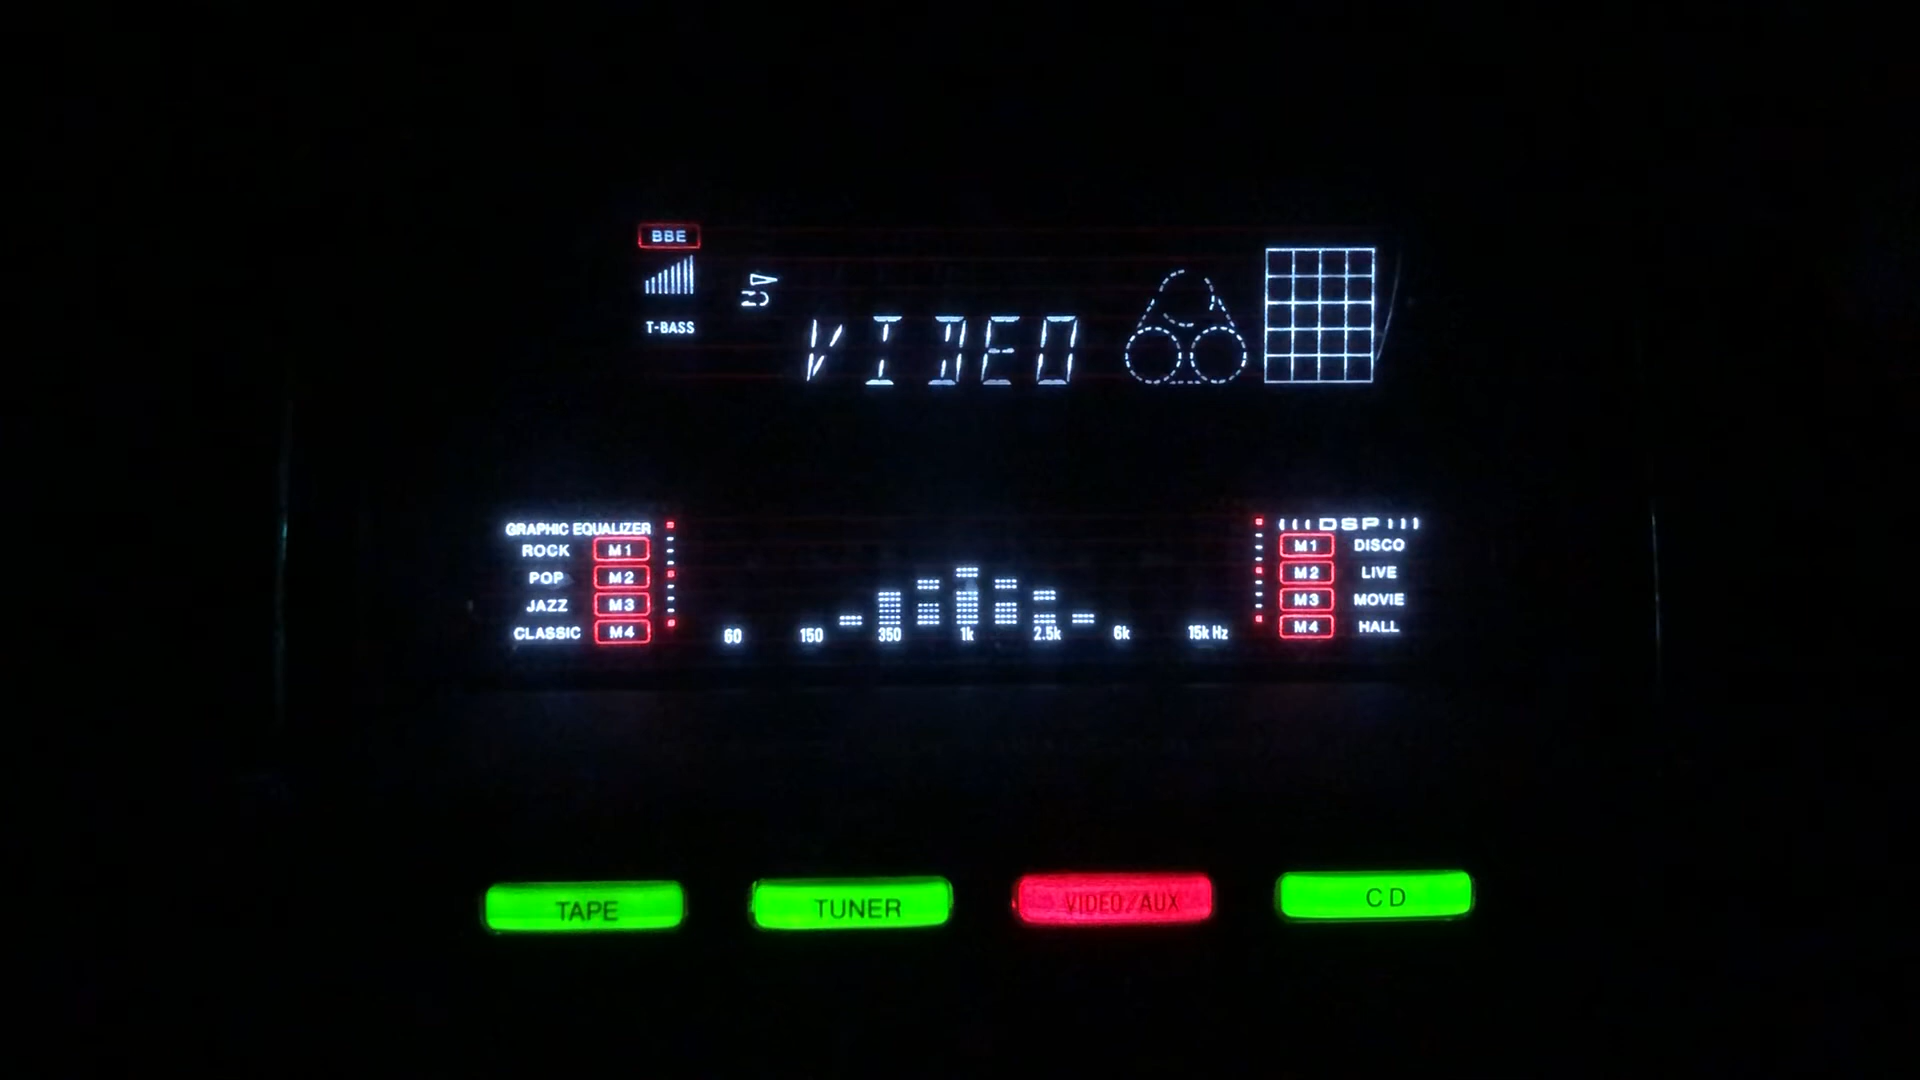 BBE
T-BASS
VIDEO
GRAPHIC EQUALIZER
ROCK M1
POP M2
JAZZ M3
CLASSIC M4
60 150 350 1k 2.5k 6k 15k Hz
DSP
M1 DISCO
M2 LIVE
M3 MOVIE
M4 HALL
TAPE TUNER VIDEO/AUX CD